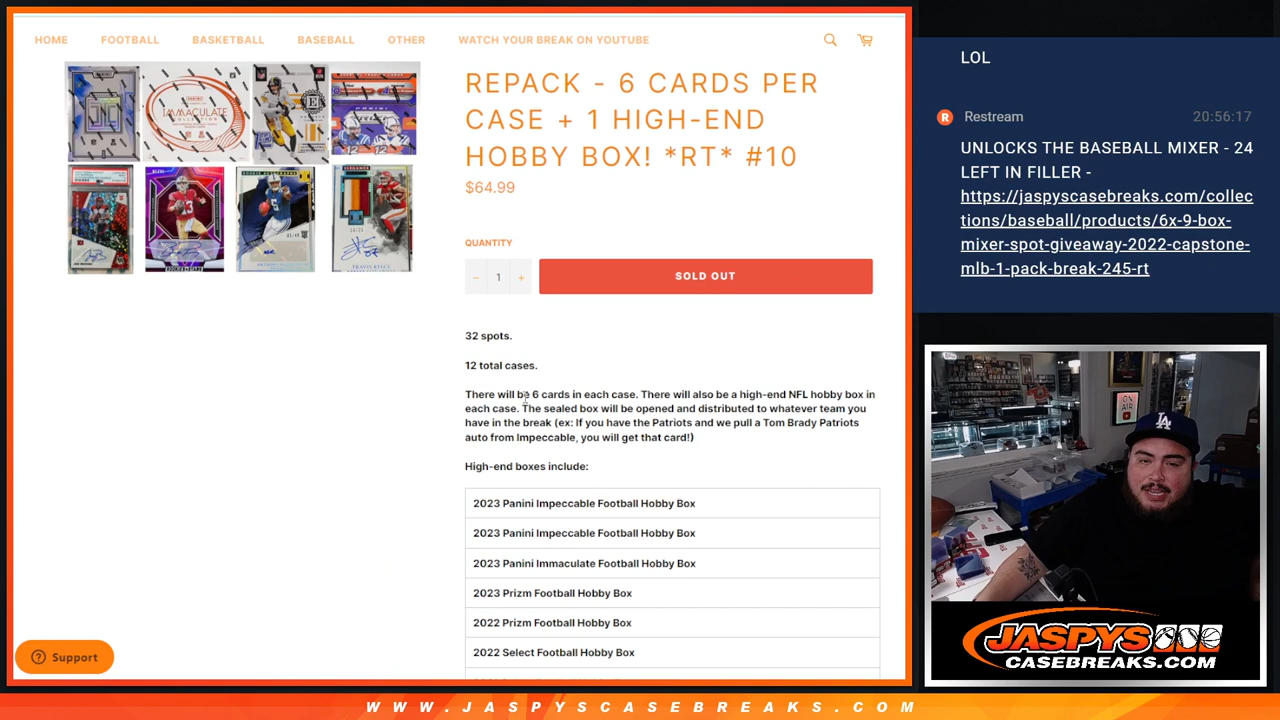 HOME FOOTBALL BASKETBALL BASEBALL OTHER WATCH YOUR BREAK ON YOUTUBE
REPACK - 6 CARDS PER
CASE + 1 HIGH-END
HOBBY BOX! *RT* #10
$64.99
QUANTITY
− 1 +
SOLD OUT
32 spots.
12 total cases.
There will be 6 cards in each case. There will also be a high-end NFL hobby box in
each case. The sealed box will be opened and distributed to whatever team you
have in the break (ex: If you have the Patriots and we pull a Tom Brady Patriots
auto from Impeccable, you will get that card!)
High-end boxes include:
2023 Panini Impeccable Football Hobby Box
2023 Panini Impeccable Football Hobby Box
2023 Panini Immaculate Football Hobby Box
2023 Prizm Football Hobby Box
2022 Prizm Football Hobby Box
2022 Select Football Hobby Box
Support
IMMACULATE
COLLECTION
LOL
R Restream 20:56:17
UNLOCKS THE BASEBALL MIXER - 24
LEFT IN FILLER -
https://jaspyscasebreaks.com/collec
tions/baseball/products/6x-9-box-
mixer-spot-giveaway-2022-capstone-
mlb-1-pack-break-245-rt
ON
AIR
LA
JASPYS
CASEBREAKS.COM
WWW.JASPYSCASEBREAKS.COM